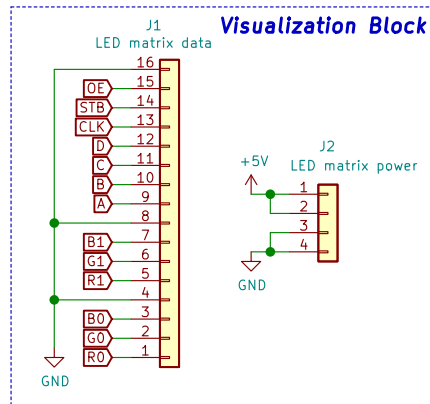 Visualization Block
J1
LED matrix data
16
OE 15
STB 14
CLK 13
D 12
C 11
B 10
A 9
8
B1 7
G1 6
R1 5
4
B0 3
G0 2
R0 1
GND
J2
LED matrix power
+5V
1
2
3
4
GND